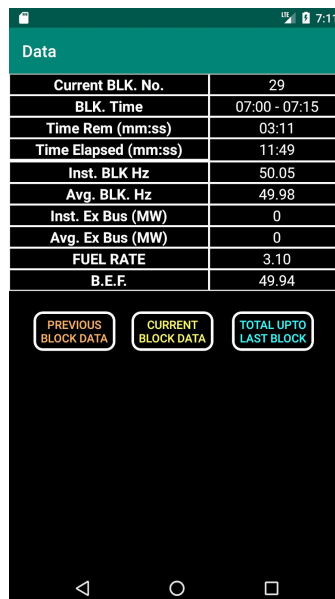 LTE 7:11
Data
Current BLK. No. 29
BLK. Time 07:00 - 07:15
Time Rem (mm:ss) 03:11
Time Elapsed (mm:ss) 11:49
Inst. BLK Hz 50.05
Avg. BLK. Hz 49.98
Inst. Ex Bus (MW) 0
Avg. Ex Bus (MW) 0
FUEL RATE 3.10
B.E.F. 49.94
PREVIOUS
BLOCK DATA
CURRENT
BLOCK DATA
TOTAL UPTO
LAST BLOCK